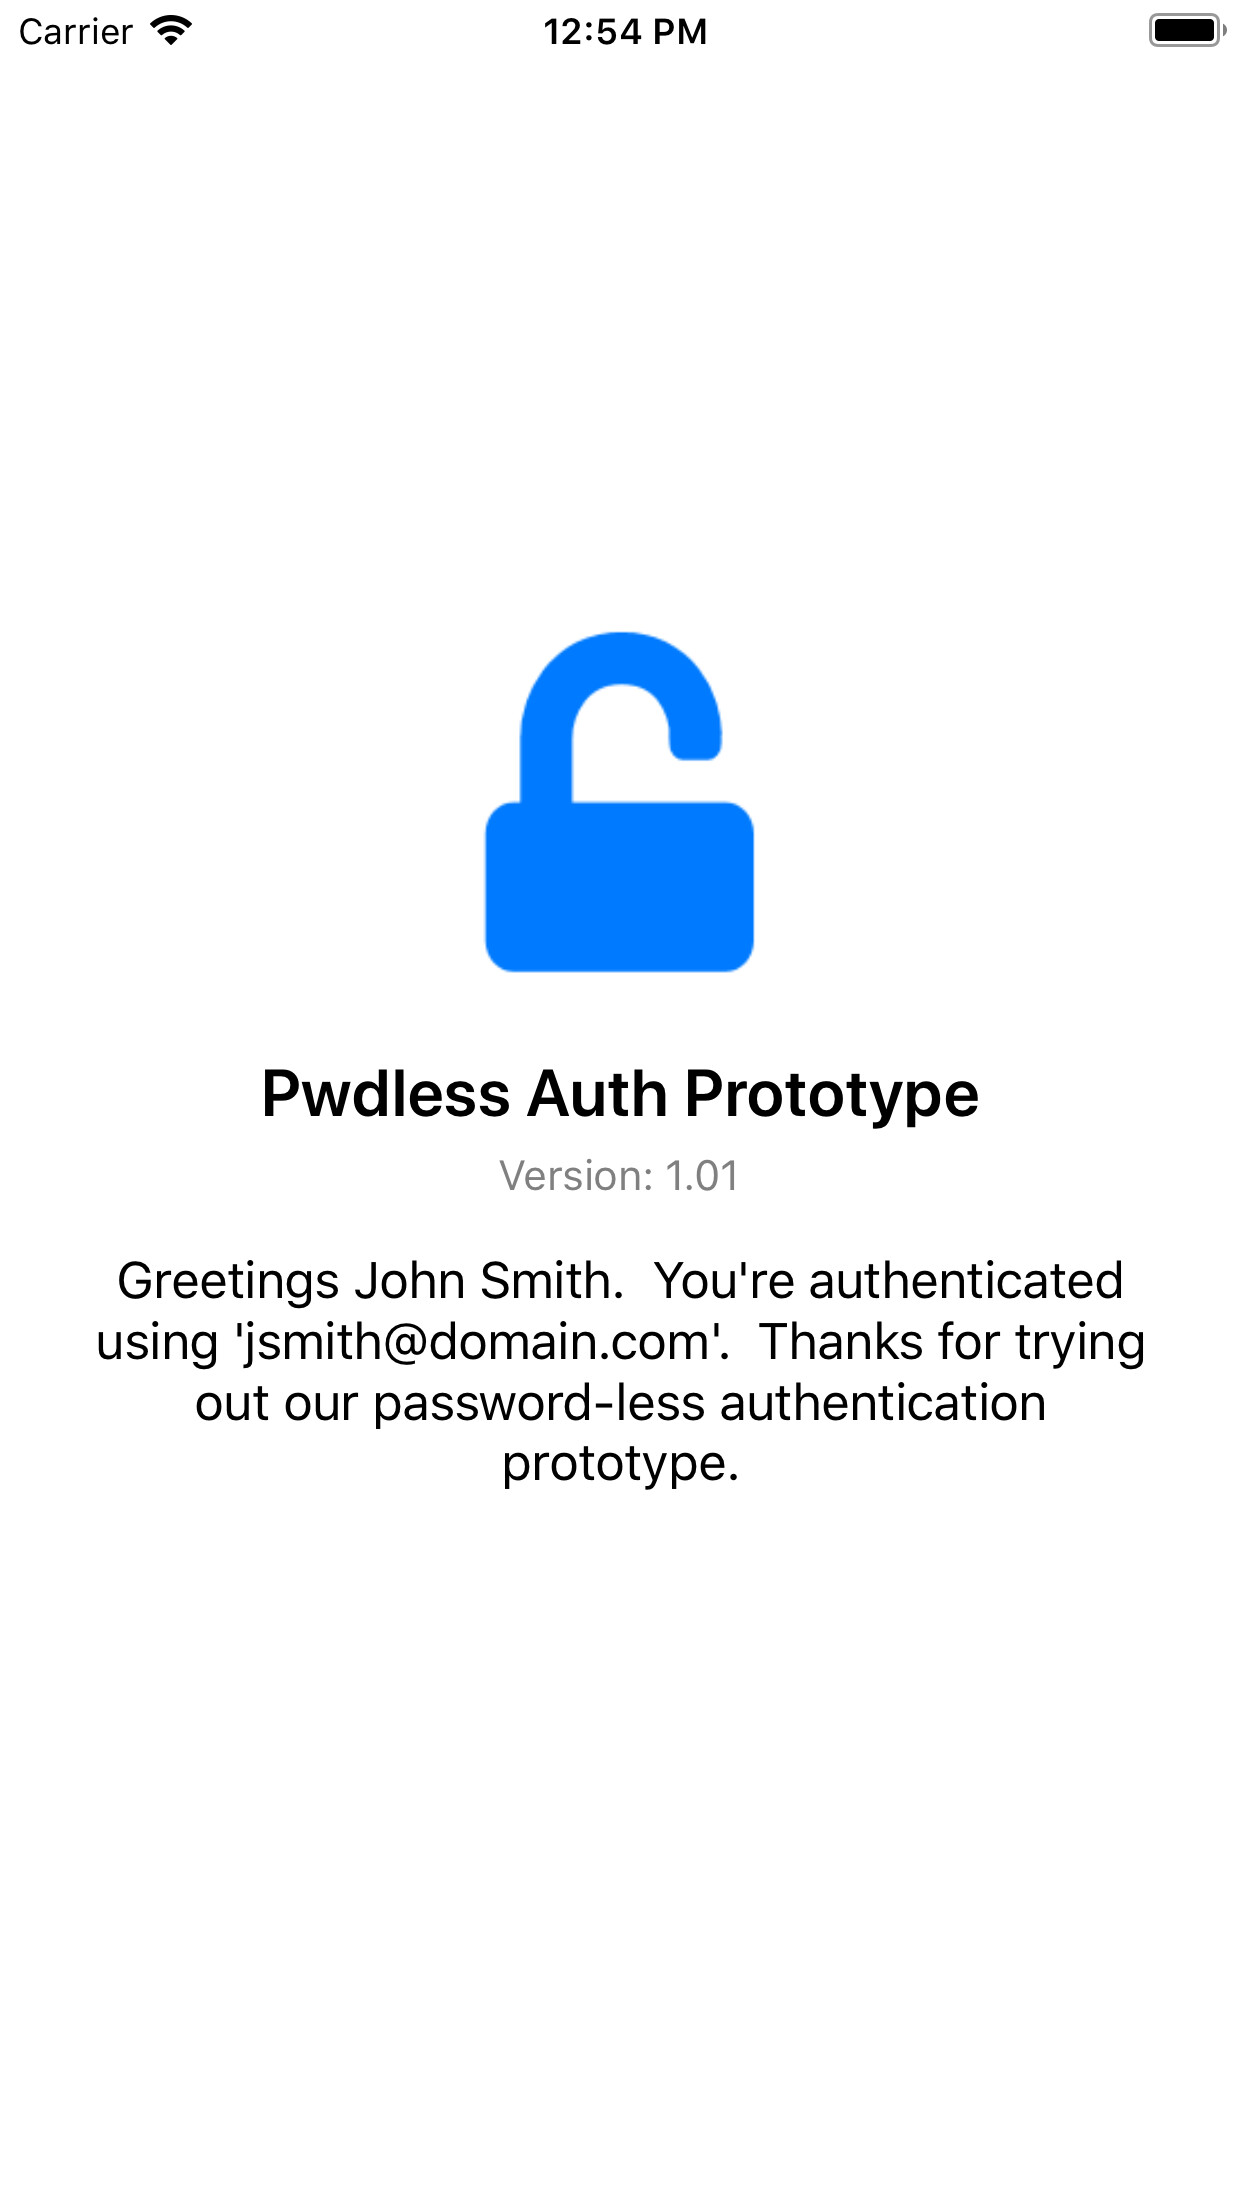 Carrier 12:54 PM
Pwdless Auth Prototype
Version: 1.01
Greetings John Smith.  You're authenticated
using 'jsmith@domain.com'.  Thanks for trying
out our password-less authentication
prototype.